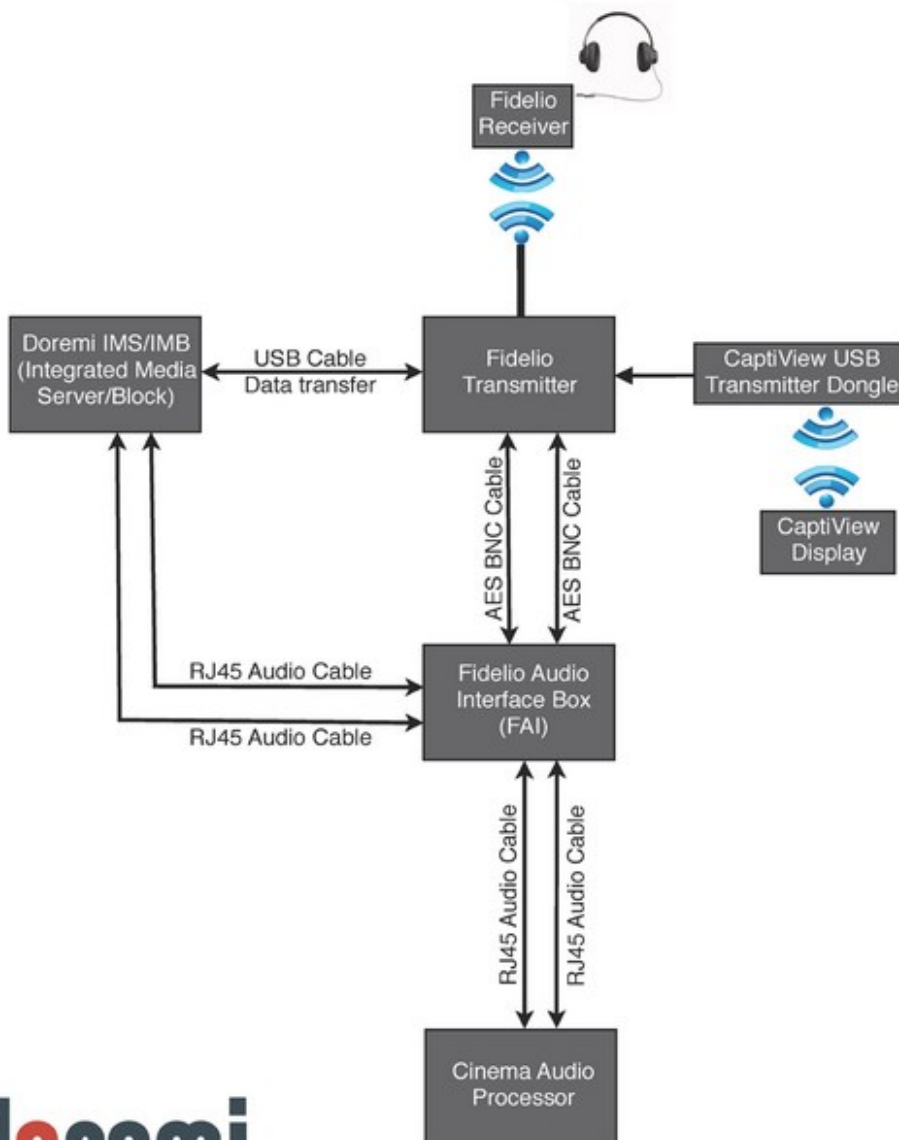 Fidelio
Receiver
Doremi IMS/IMB
(Integrated Media
Server/Block)
USB Cable
Data transfer
Fidelio
Transmitter
CaptiView USB
Transmitter Dongle
CaptiView
Display
AES BNC Cable
AES BNC Cable
RJ45 Audio Cable
RJ45 Audio Cable
Fidelio Audio
Interface Box
(FAI)
RJ45 Audio Cable
RJ45 Audio Cable
Cinema Audio
Processor